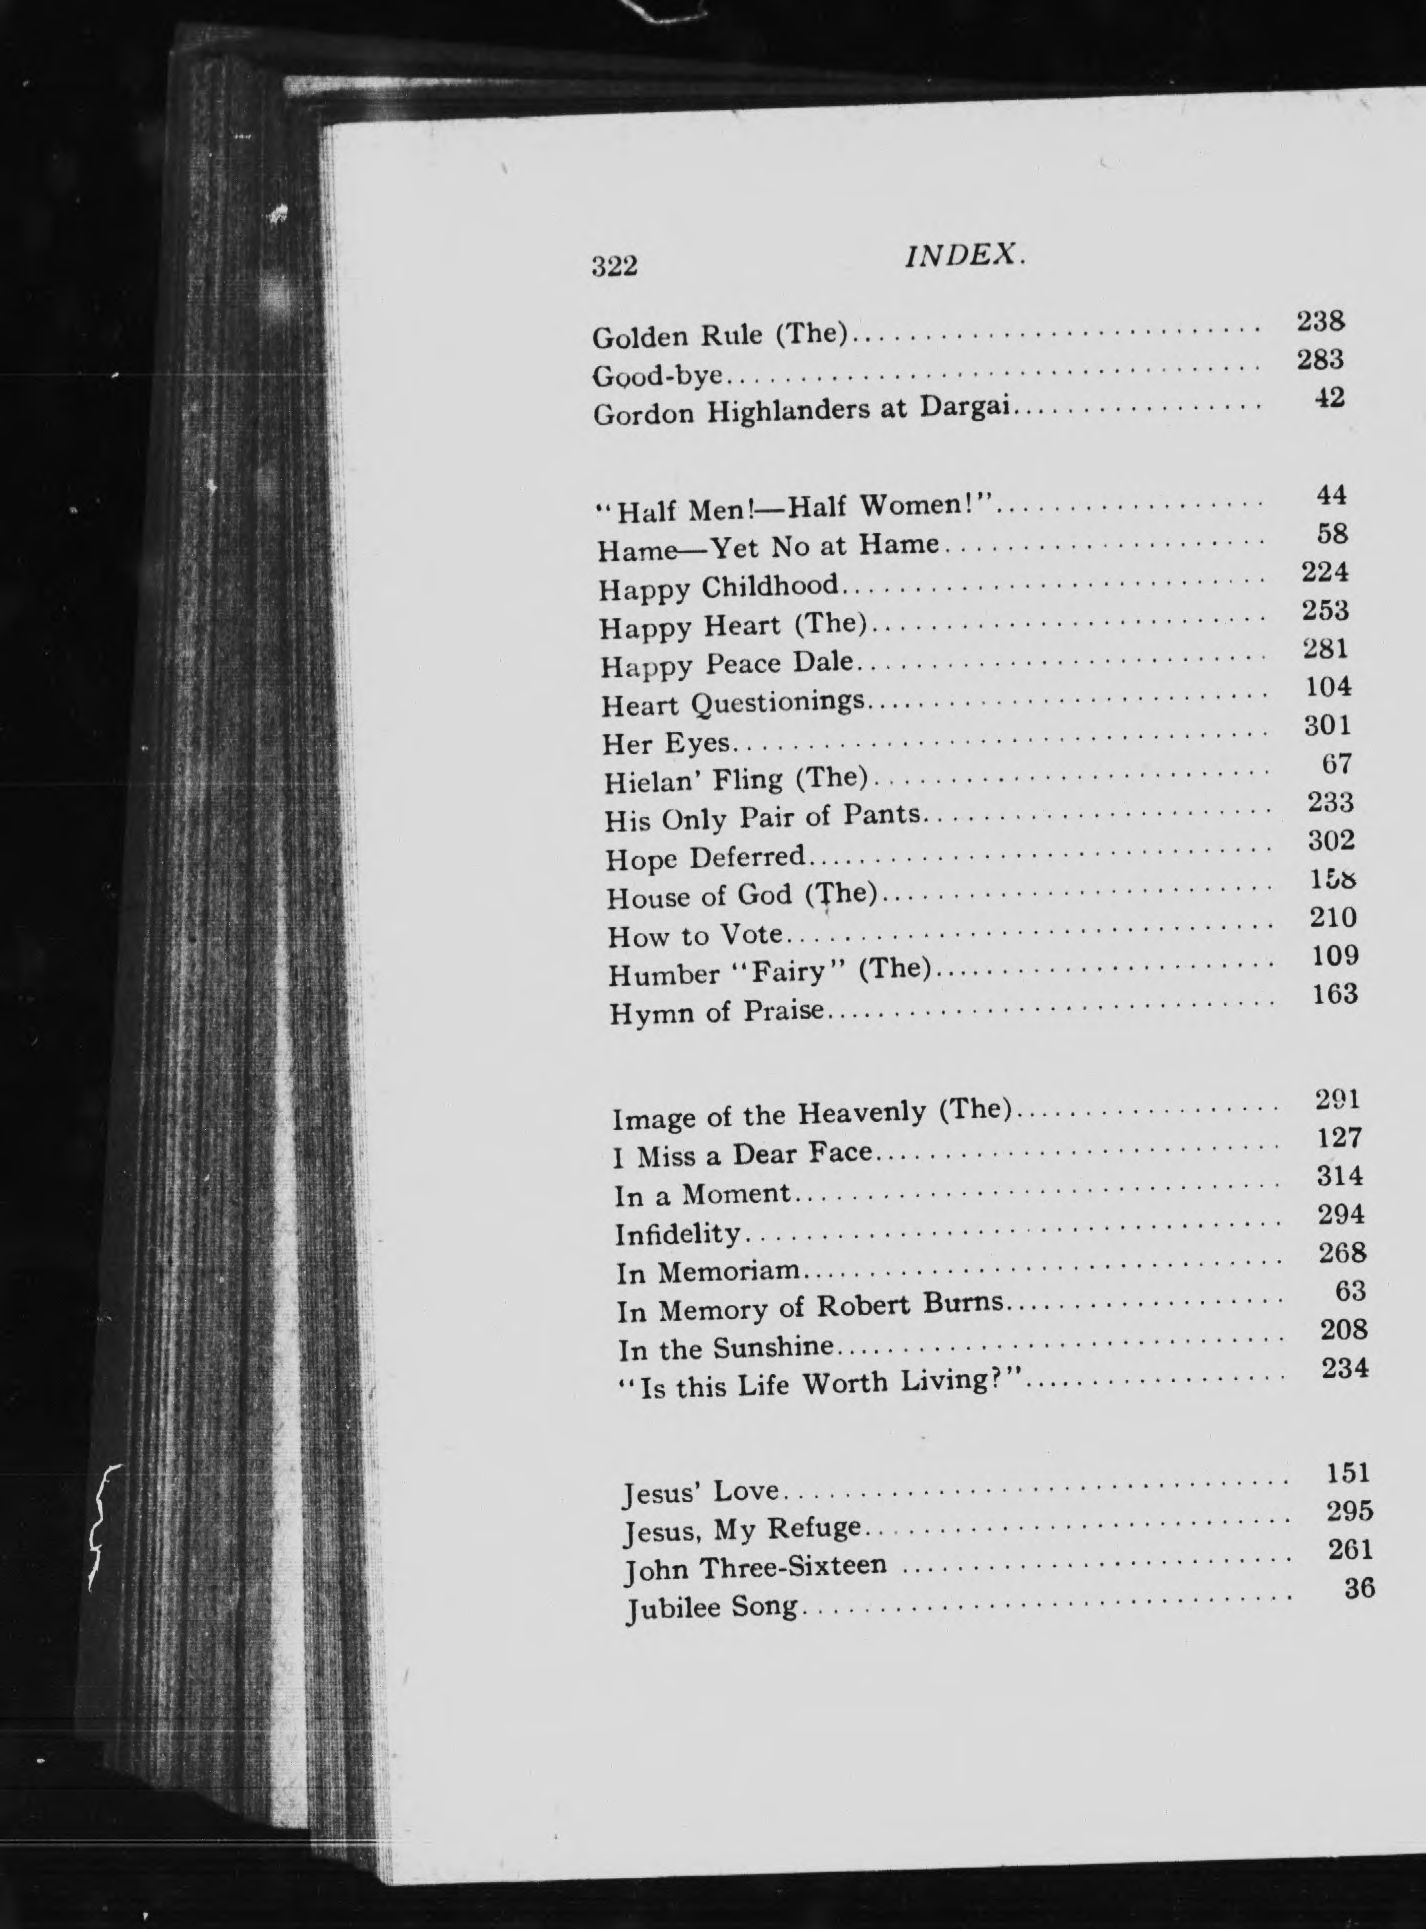 322 INDEX.
Golden Rule (The)............................ 238
Good-bye..................................... 283
Gordon Highlanders at Dargai................. 42
“Half Men!—Half Women!”................... 44
Hame—Yet No at Hame...................... 58
Happy Childhood............................. 224
Happy Heart (The)........................... 253
Happy Peace Dale............................ 281
Heart Questionings........................... 104
Her Eyes..................................... 301
Hielan’ Fling (The)........................... 67
His Only Pair of Pants........................ 233
Hope Deferred................................ 302
House of God (The)........................... 158
How to Vote.................................. 210
Humber “Fairy” (The)........................ 109
Hymn of Praise............................... 163
Image of the Heavenly (The).................. 291
I Miss a Dear Face............................ 127
In a Moment.................................. 314
Infidelity..................................... 294
In Memoriam................................. 268
In Memory of Robert Burns................... 63
In the Sunshine............................... 208
“Is this Life Worth Living?”.................. 234
Jesus’ Love................................... 151
Jesus, My Refuge............................. 295
John Three-Sixteen ........................... 261
Jubilee Song.................................. 36